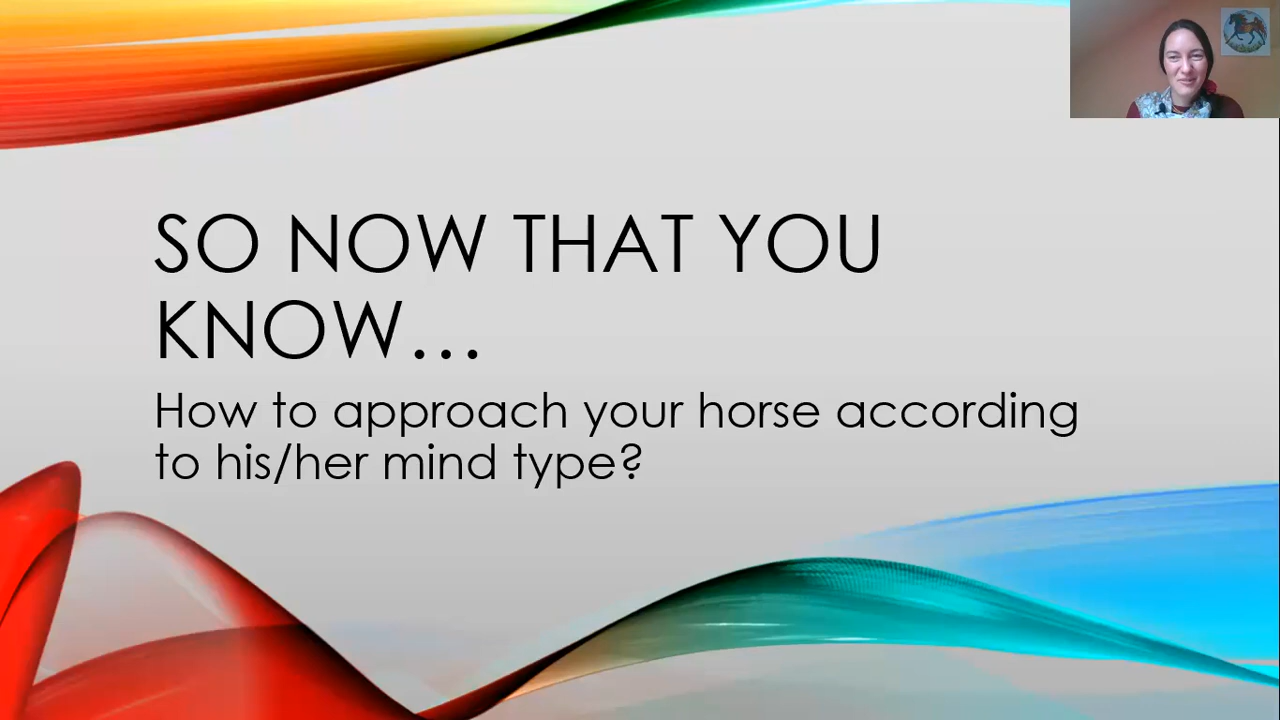 SO NOW THAT YOU
KNOW...
How to approach your horse according
to his/her mind type?